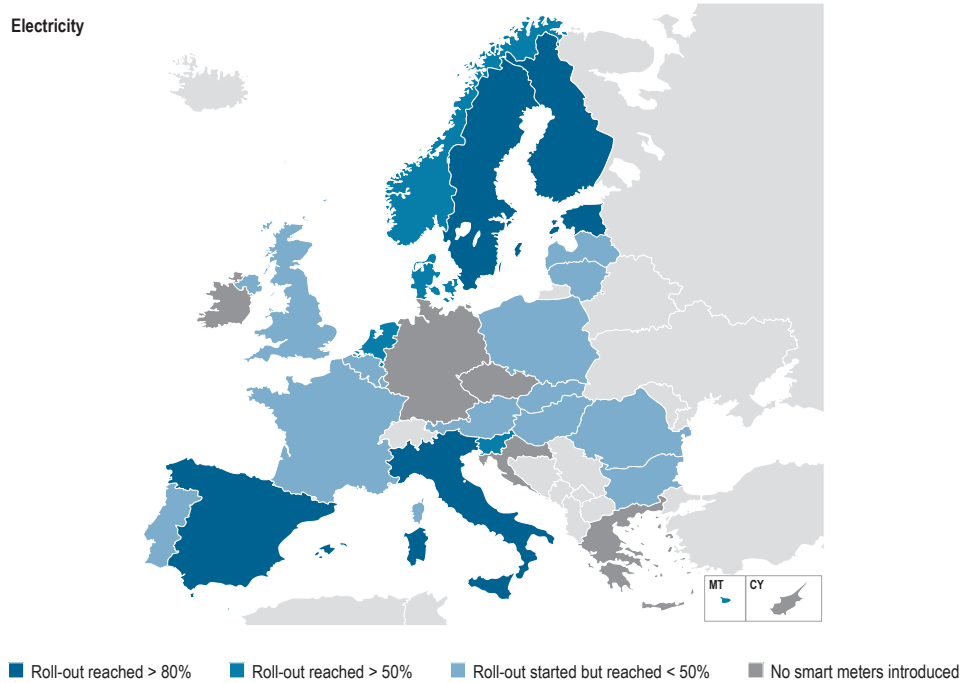 Electricity
MT
CY
Roll-out reached > 80%
Roll-out reached > 50%
Roll-out started but reached < 50%
No smart meters introduced